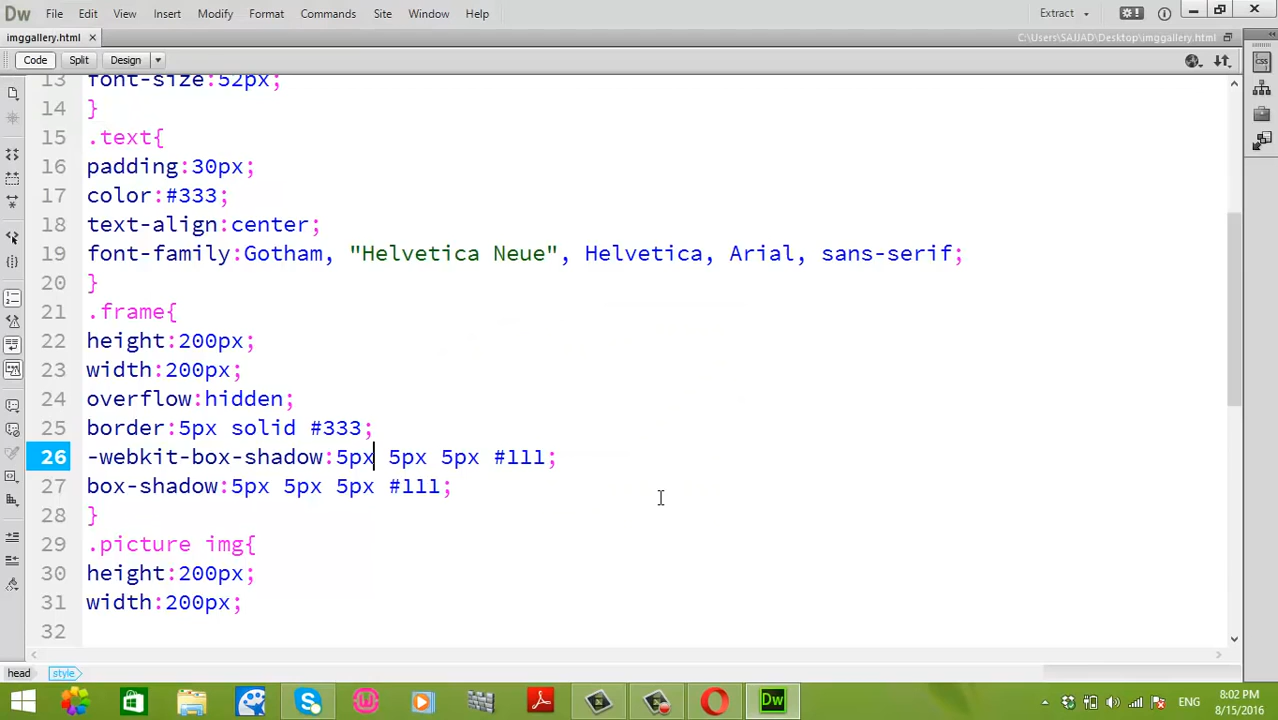 Dw File Edit View Insert Modify Format Commands Site Window Help Extract
imggallery.html C:\Users\SAJJAD\Desktop\imggallery.html
Code Split Design
13 font-size:52px;
14 }
15 .text{
16 padding:30px;
17 color:#333;
18 text-align:center;
19 font-family:Gotham, "Helvetica Neue", Helvetica, Arial, sans-serif;
20 }
21 .frame{
22 height:200px;
23 width:200px;
24 overflow:hidden;
25 border:5px solid #333;
26 -webkit-box-shadow:5px 5px 5px #111;
27 box-shadow:5px 5px 5px #111;
28 }
29 .picture img{
30 height:200px;
31 width:200px;
32
head style
Dw ENG 8:02 PM
8/15/2016